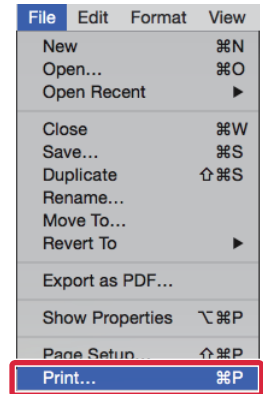 File Edit Format View
New ⌘N
Open... ⌘O
Open Recent ▶
Close ⌘W
Save... ⌘S
Duplicate ⇧⌘S
Rename...
Move To...
Revert To ▶
Export as PDF...
Show Properties ⌥⌘P
Page Setup... ⇧⌘P
Print... ⌘P